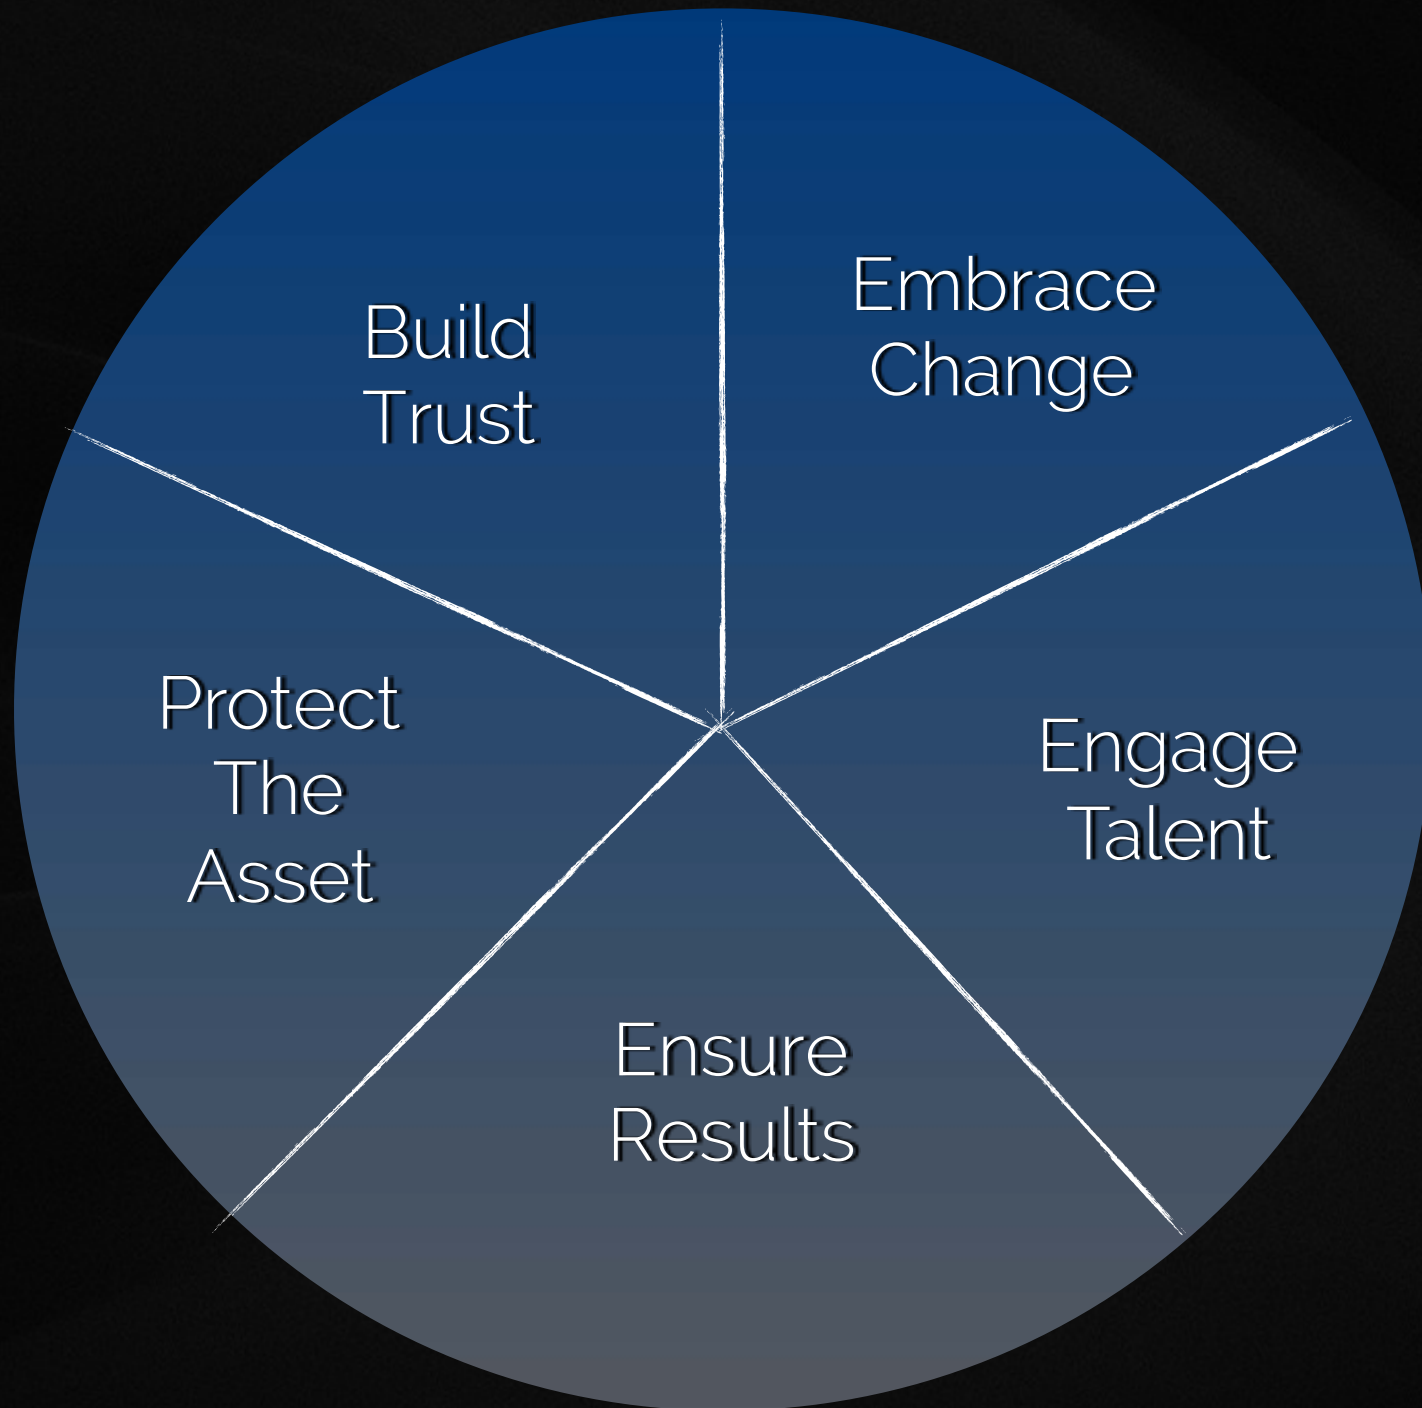 Embrace
Change
Build
Trust
Protect
The
Asset
Engage
Talent
Ensure
Results